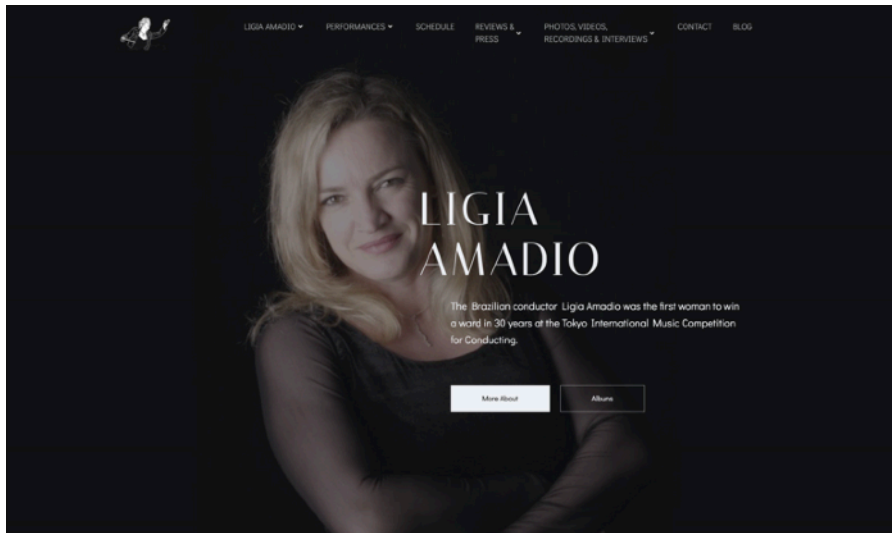 LIGIA AMADIO
PERFORMANCES
SCHEDULE
REVIEWS &
PRESS
PHOTOS, VIDEOS,
RECORDINGS & INTERVIEWS
CONTACT
BLOG
LIGIA
AMADIO
The Brazilian conductor Ligia Amadio was the first woman to win
a ward in 30 years at the Tokyo International Music Competition
for Conducting.
More About
Albuns